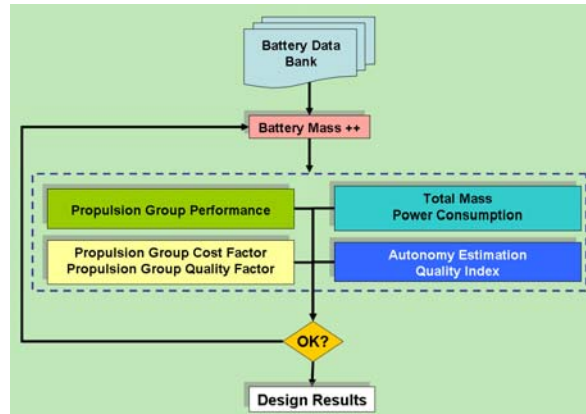 Battery Data
Bank
Battery Mass ++
Propulsion Group Performance
Total Mass
Power Consumption
Propulsion Group Cost Factor
Propulsion Group Quality Factor
Autonomy Estimation
Quality Index
OK?
Design Results